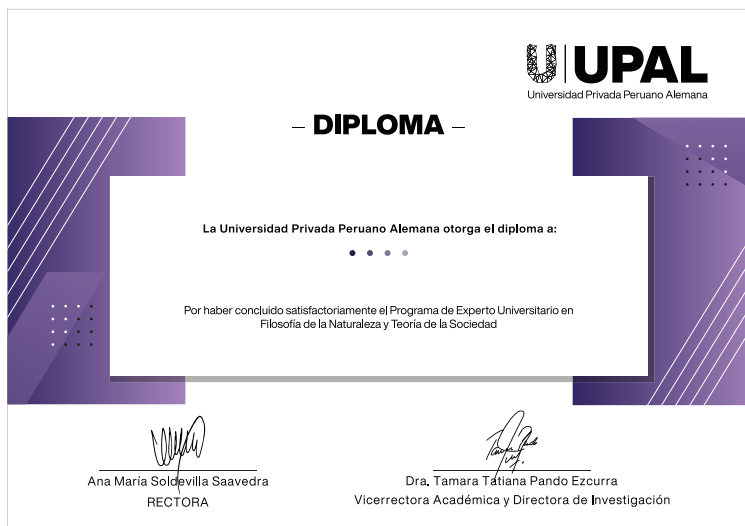 UPAL
Universidad Privada Peruano Alemana
– DIPLOMA –
La Universidad Privada Peruano Alemana otorga el diploma a:
Por haber concluido satisfactoriamente el Programa de Experto Universitario en
Filosofía de la Naturaleza y Teoría de la Sociedad
Ana María Soldevilla Saavedra
RECTORA
Dra. Tamara Tatiana Pando Ezcurra
Vicerrectora Académica y Directora de Investigación